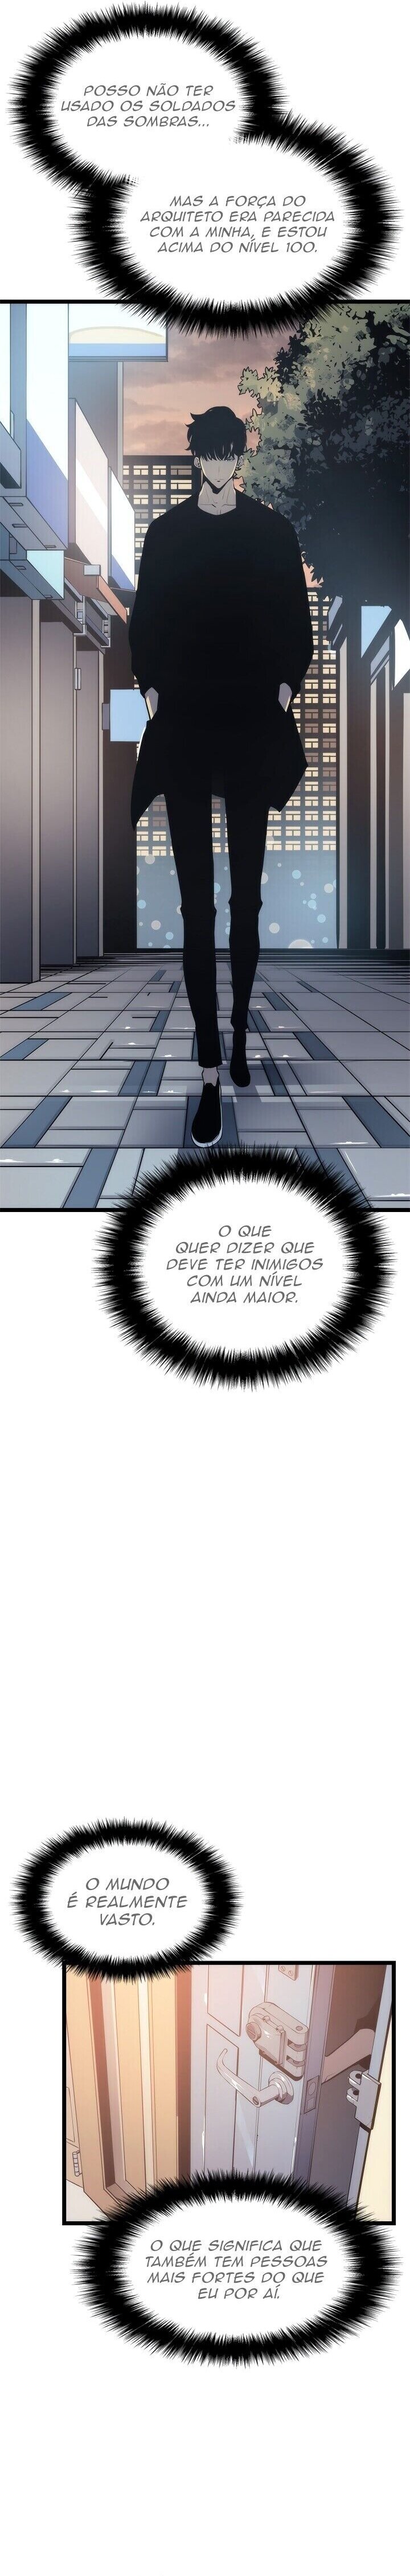 POSSO NÃO TER
USADO OS SOLDADOS
DAS SOMBRAS...
MAS A FORÇA DO
ARQUITETO ERA PARECIDA
COM A MINHA, E ESTOU
ACIMA DO NÍVEL 100.
O QUE
QUER DIZER QUE
DEVE TER INIMIGOS
COM UM NÍVEL
AINDA MAIOR.
O MUNDO
É REALMENTE
VASTO.
O QUE SIGNIFICA QUE
TAMBÉM TEM PESSOAS
MAIS FORTES DO QUE
EU POR AÍ.